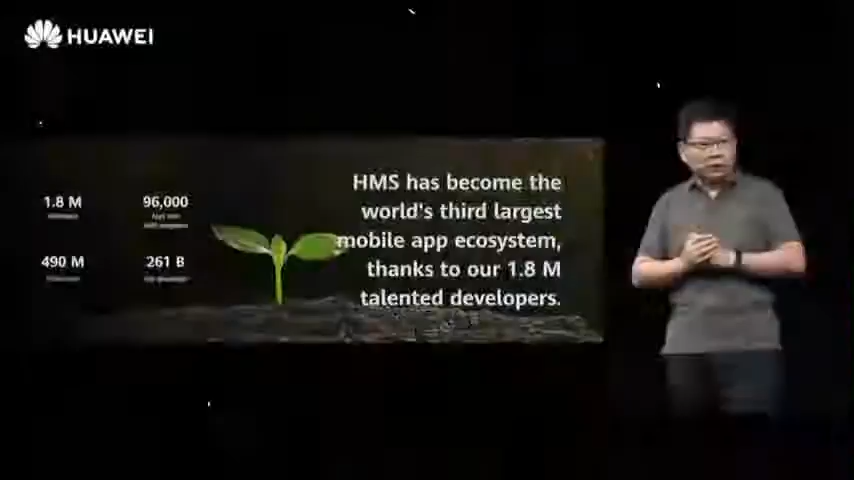 HUAWEI
1.8 M
96,000
490 M
261 B
HMS has become the
world's third largest
mobile app ecosystem,
thanks to our 1.8 M
talented developers.